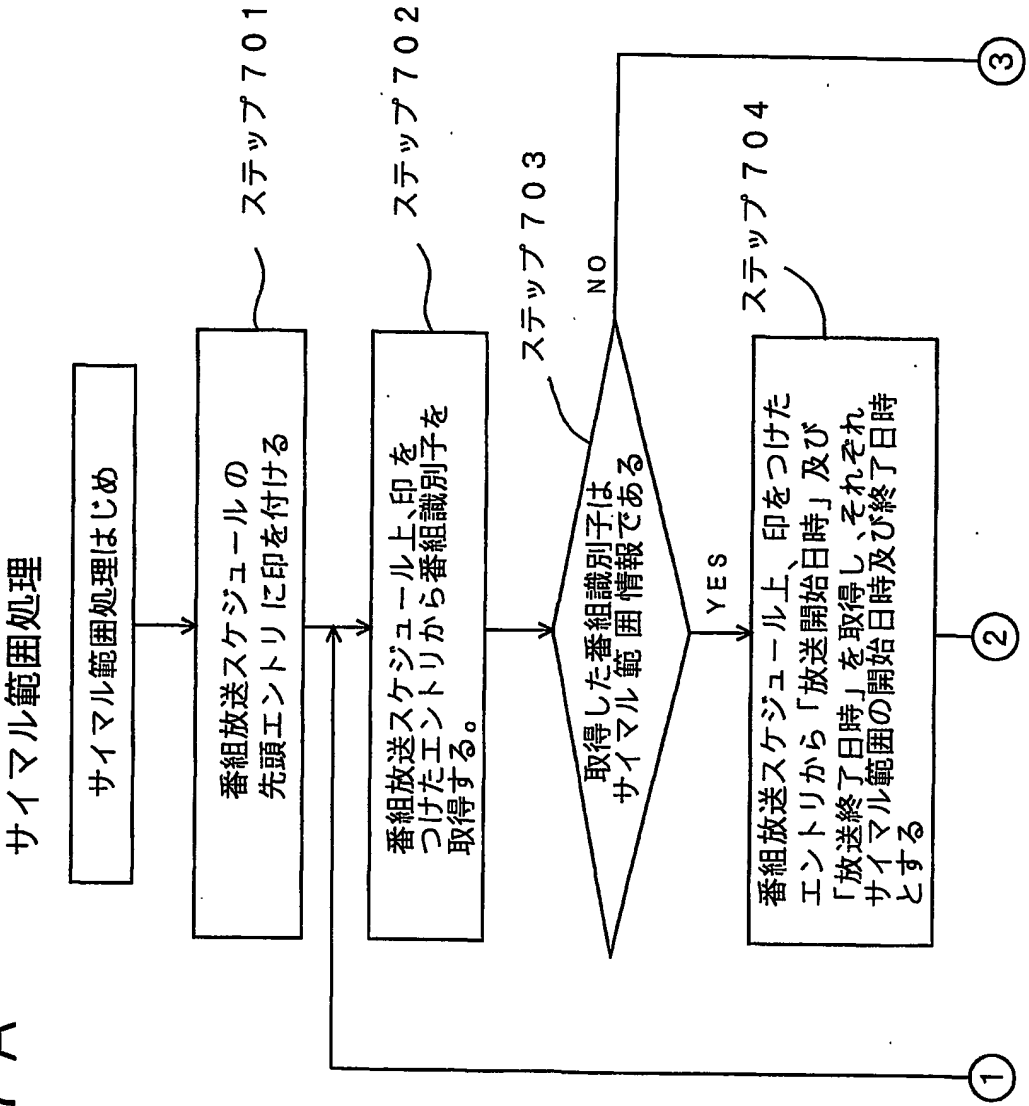 7 A
サイマル範囲処理
サイマル範囲処理はじめ
番組放送スケジュールの
先頭エントリに印を付ける
ステップ701
番組放送スケジュール上、印を
つけたエントリから番組識別子を
取得する。
ステップ702
取得した番組識別子は
サイマル範囲情報である
ステップ703
NO
YES
番組放送スケジュール上、印をつけた
エントリから「放送開始日時」及び
「放送終了日時」を取得し、それぞれ
サイマル範囲の開始日時及び終了日時
とする
ステップ704
①
②
③